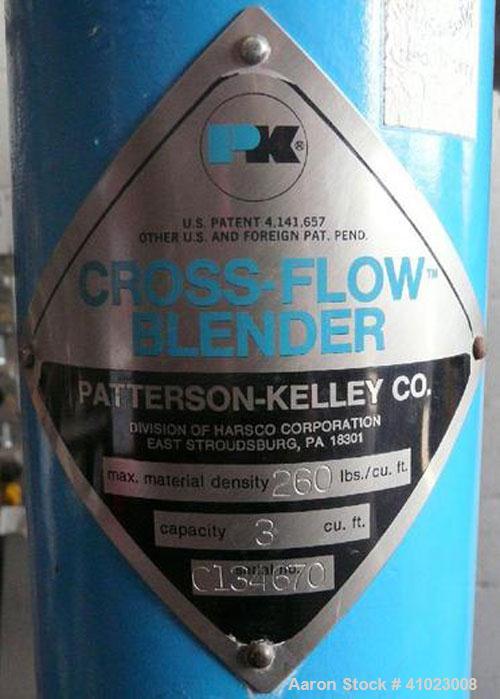 PK®
U.S. PATENT 4,141,657
OTHER U.S. AND FOREIGN PAT. PEND.
CROSS-FLOW™
BLENDER
PATTERSON-KELLEY CO.
DIVISION OF HARSCO CORPORATION
EAST STROUDSBURG, PA 18301
max. material density 260 lbs./cu. ft.
capacity 3 cu. ft.
serial no.
C134670
Aaron Stock # 41023008